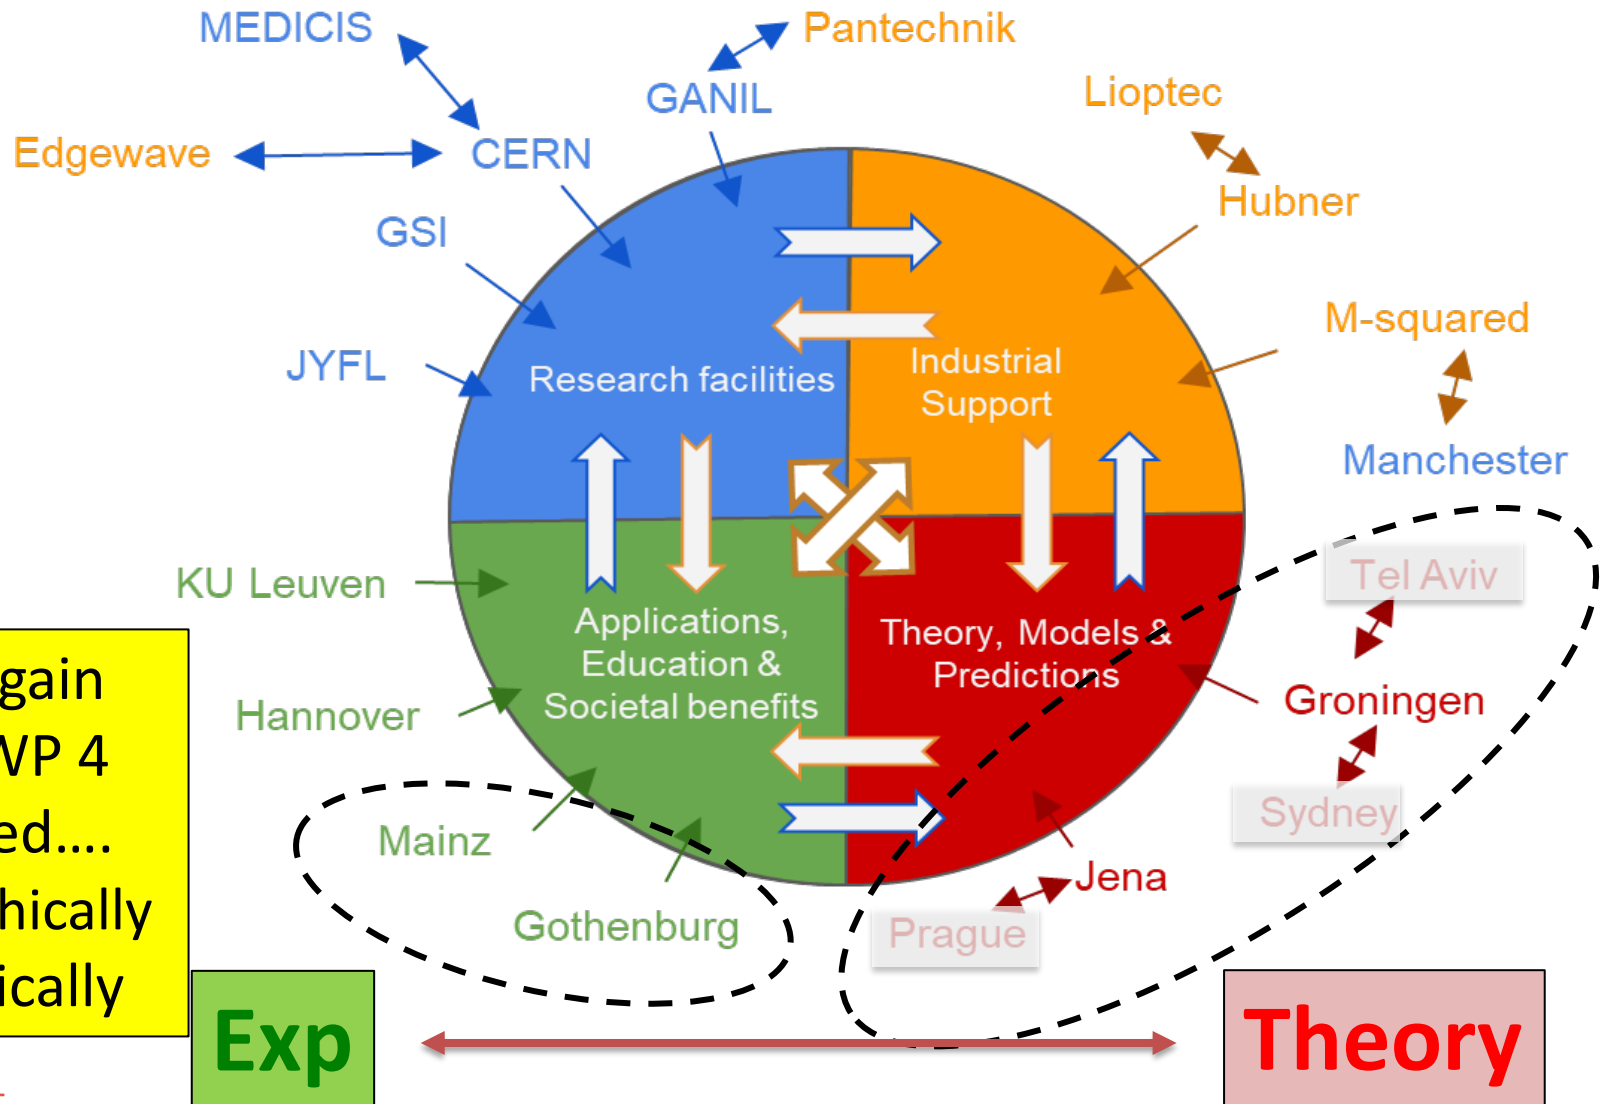 MEDICIS
Pantechnik
GANIL
Lioptec
Edgewave
CERN
Hubner
GSI
M-squared
JYFL
Research facilities
Industrial
Support
Manchester
KU Leuven
Tel Aviv
Applications,
Education &
Societal benefits
Theory, Models &
Predictions
Groningen
Hannover
gain
WP 4
ed....
hically
ically
Mainz
Sydney
Jena
Gothenburg
Prague
Exp
Theory